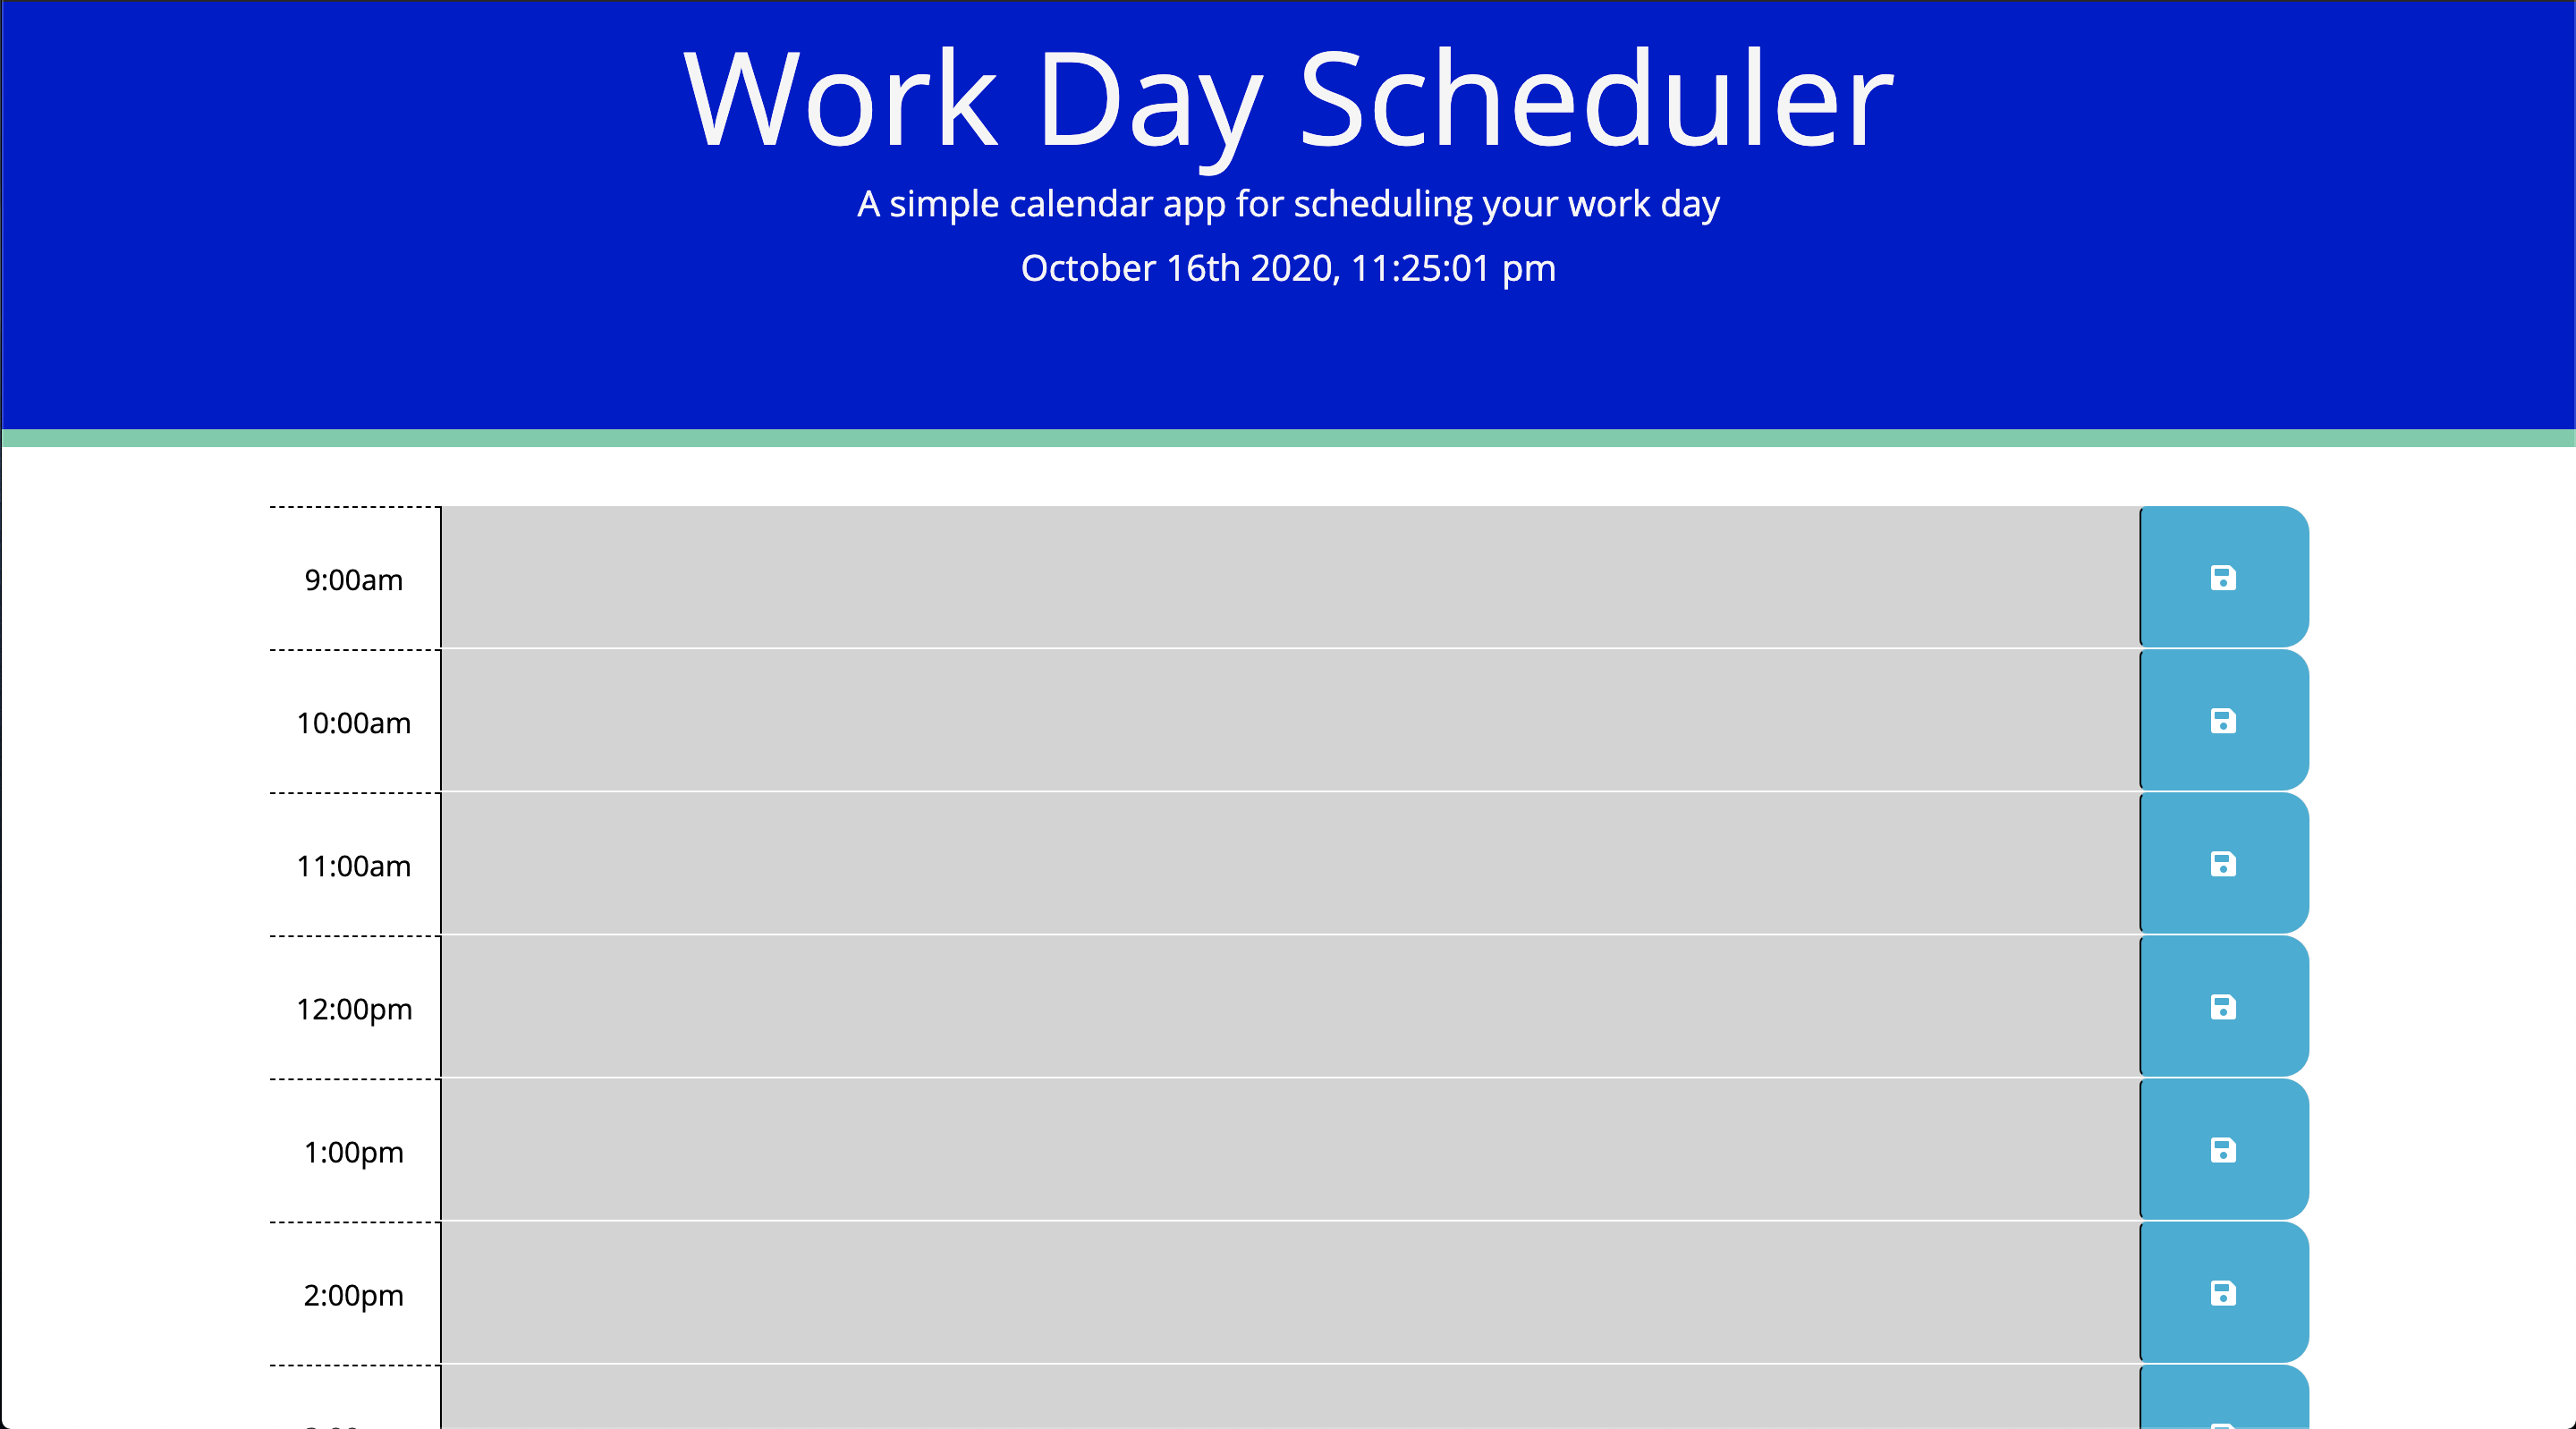 Work Day Scheduler
A simple calendar app for scheduling your work day
October 16th 2020, 11:25:01 pm
9:00am
10:00am
11:00am
12:00pm
1:00pm
2:00pm